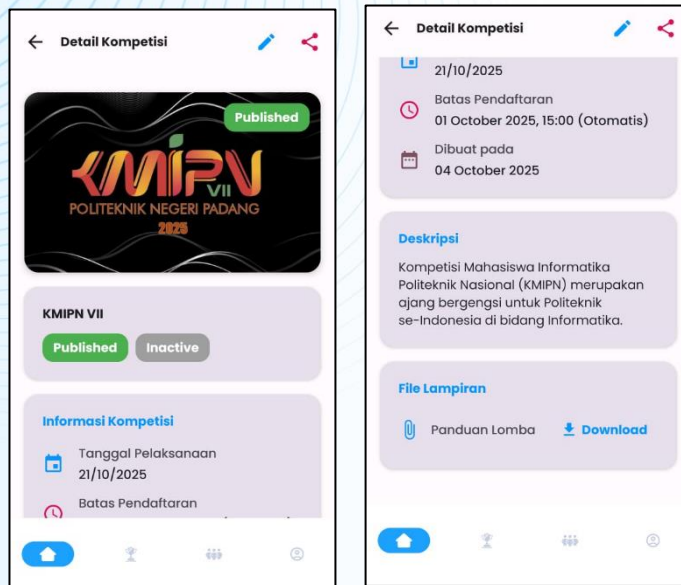 Detail Kompetisi
Published
KMIPN
VII
POLITEKNIK NEGERI PADANG
2025
KMIPN VII
Published
Inactive
Informasi Kompetisi
Tanggal Pelaksanaan
21/10/2025
Batas Pendaftaran
Detail Kompetisi
21/10/2025
Batas Pendaftaran
01 October 2025, 15:00 (Otomatis)
Dibuat pada
04 October 2025
Deskripsi
Kompetisi Mahasiswa Informatika
Politeknik Nasional (KMIPN) merupakan
ajang bergengsi untuk Politeknik
se-Indonesia di bidang Informatika.
File Lampiran
Panduan Lomba
Download